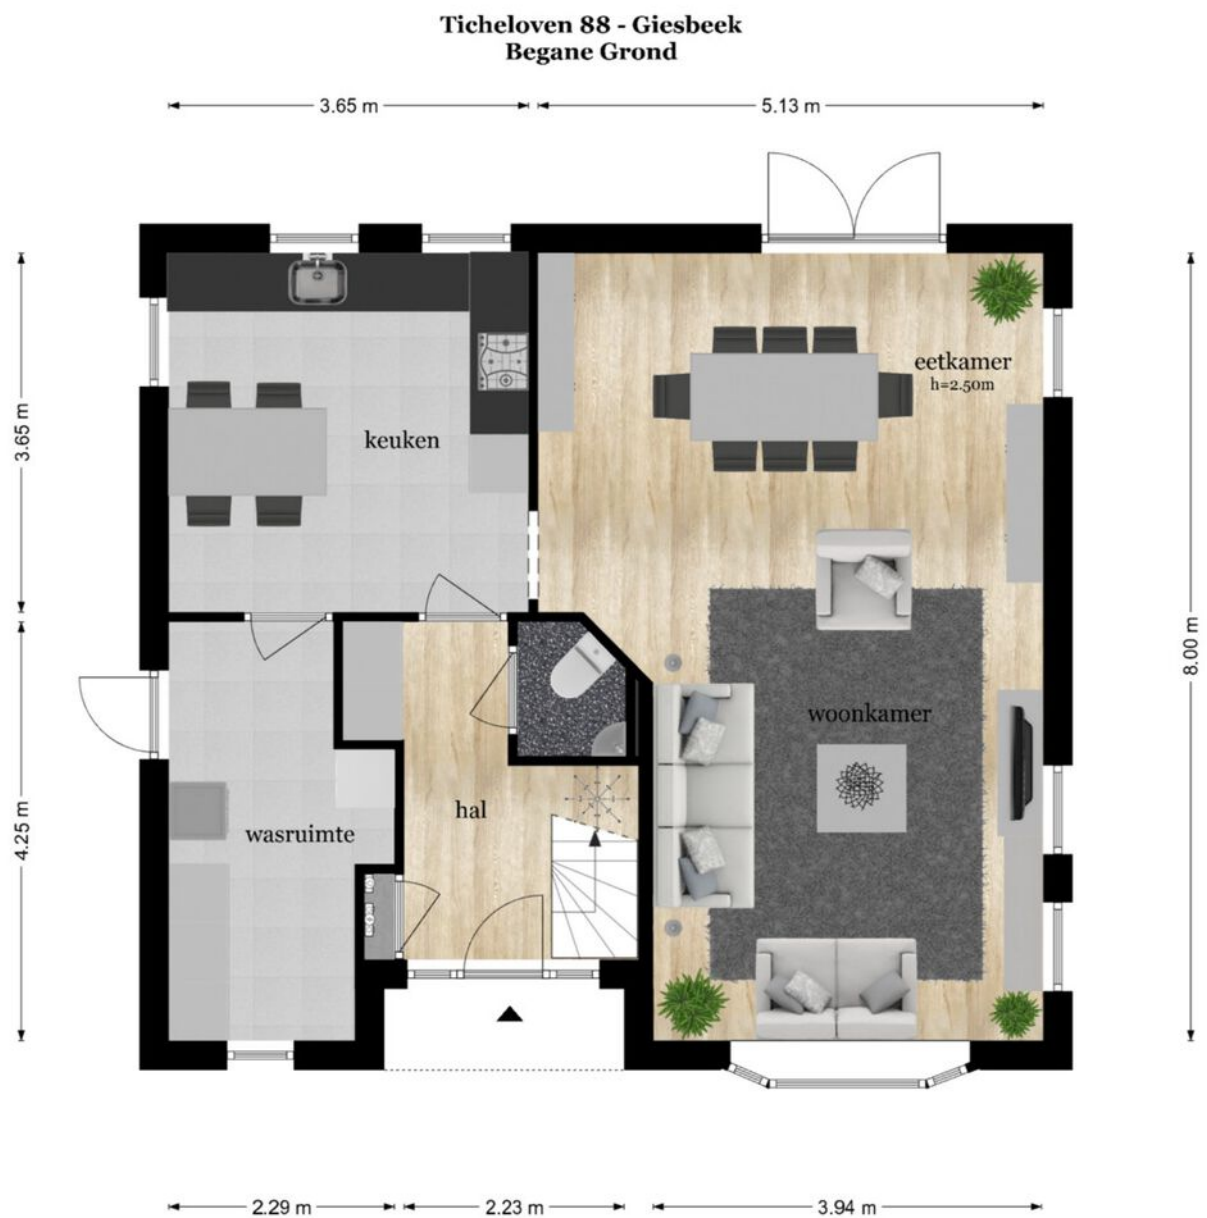 Ticheloven 88 - Giesbeek
Begane Grond
3.65 m
5.13 m
eetkamer
h=2.50m
keuken
3.65 m
8.00 m
woonkamer
hal
wasruimte
4.25 m
2.29 m
2.23 m
3.94 m